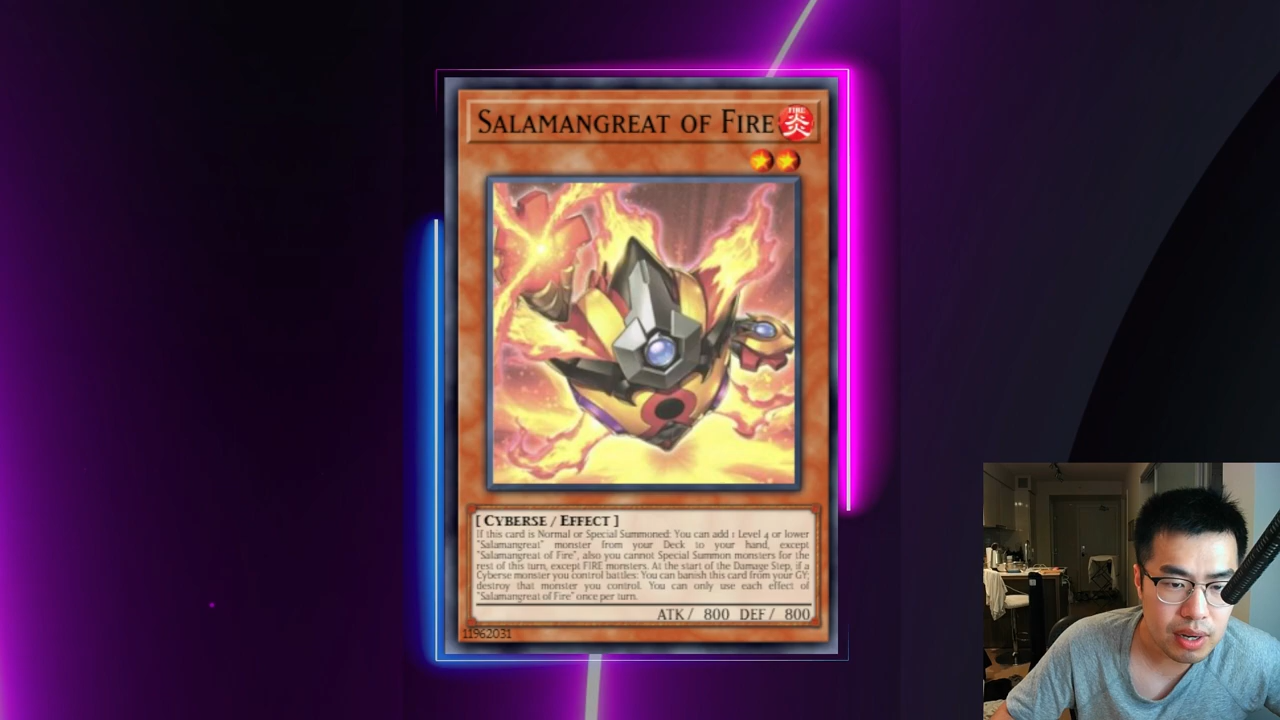 Salamangreat of Fire
FIRE
炎
[ Cyberse / Effect ]
If this card is Normal or Special Summoned: You can add 1 Level 4 or lower
"Salamangreat" monster from your Deck to your hand, except
"Salamangreat of Fire", also you cannot Special Summon monsters for the
rest of this turn, except FIRE monsters. At the start of the Damage Step, if a
Cyberse monster you control battles: You can banish this card from your GY;
destroy that monster you control. You can only use each effect of
"Salamangreat of Fire" once per turn.
ATK/ 800 DEF/ 800
11962031